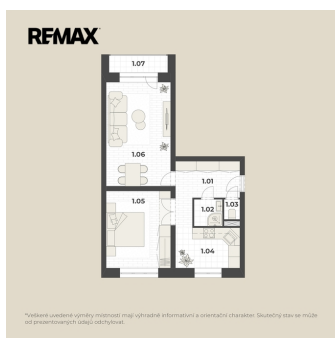 RE/MAX
1.07
1.06
1.01
1.02
1.03
1.05
1.04
*Veškeré uvedené výměry místností mají výhradně informativní a orientační charakter. Skutečný stav se může
od prezentovaných údajů odchylovat.